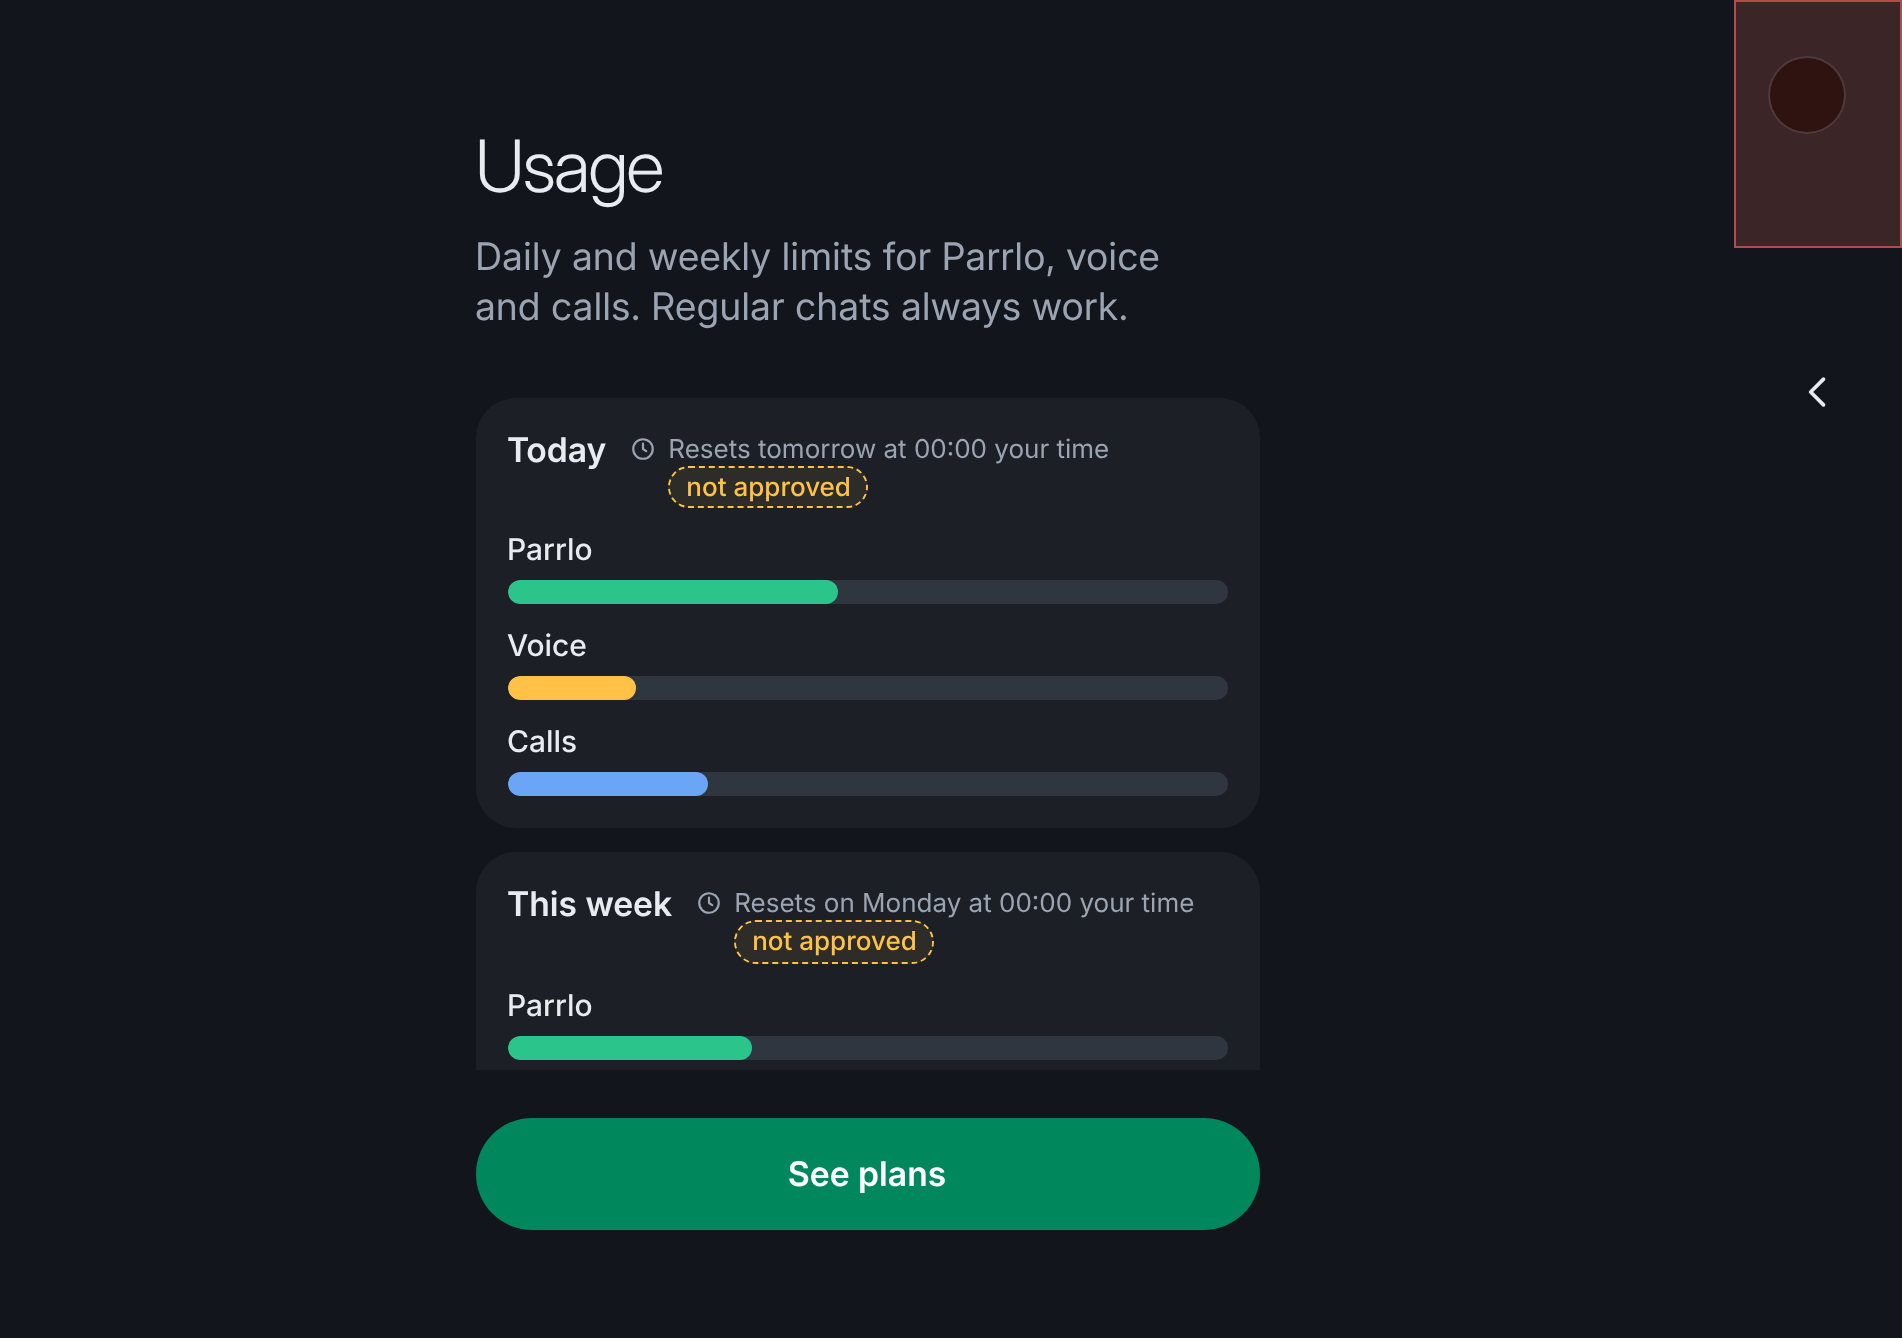 Usage
Daily and weekly limits for Parrlo, voice
and calls. Regular chats always work.
Today
Resets tomorrow at 00:00 your time
not approved
Parrlo
Voice
Calls
This week
Resets on Monday at 00:00 your time
not approved
Parrlo
See plans